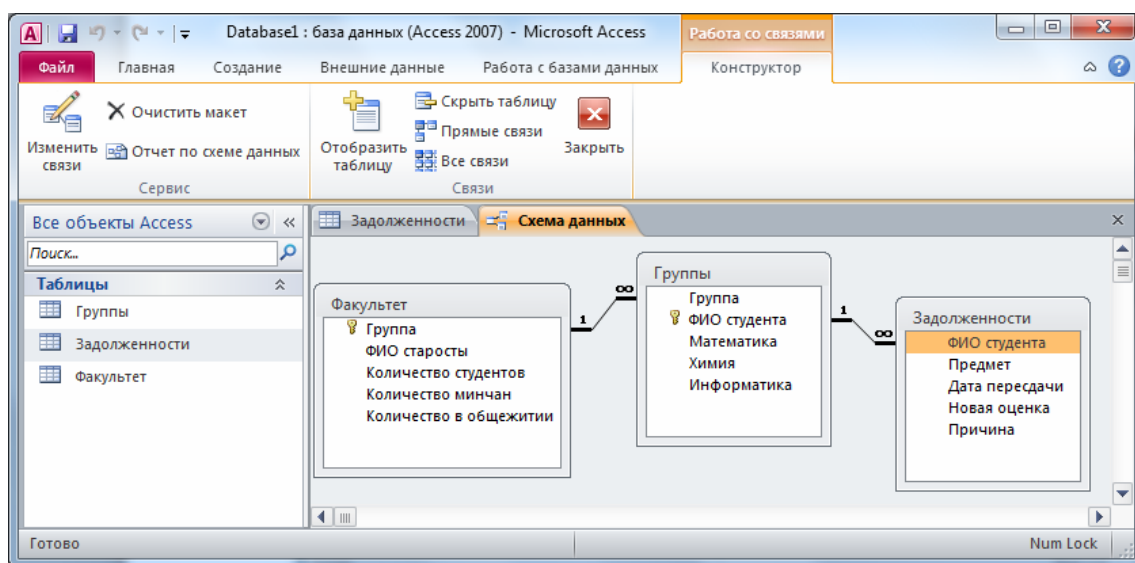 Database1 : база данных (Access 2007) - Microsoft Access
Работа со связями
Файл Главная Создание Внешние данные Работа с базами данных Конструктор
Изменить связи
Очистить макет
Отчет по схеме данных
Сервис
Отобразить таблицу
Скрыть таблицу
Прямые связи
Все связи
Закрыть
Связи
Все объекты Access
Поиск...
Таблицы
Группы
Задолженности
Факультет
Задолженности
Схема данных
Факультет
Группа
ФИО старосты
Количество студентов
Количество минчан
Количество в общежитии
1
∞
Группы
Группа
ФИО студента
Математика
Химия
Информатика
1
∞
Задолженности
ФИО студента
Предмет
Дата пересдачи
Новая оценка
Причина
Готово
Num Lock